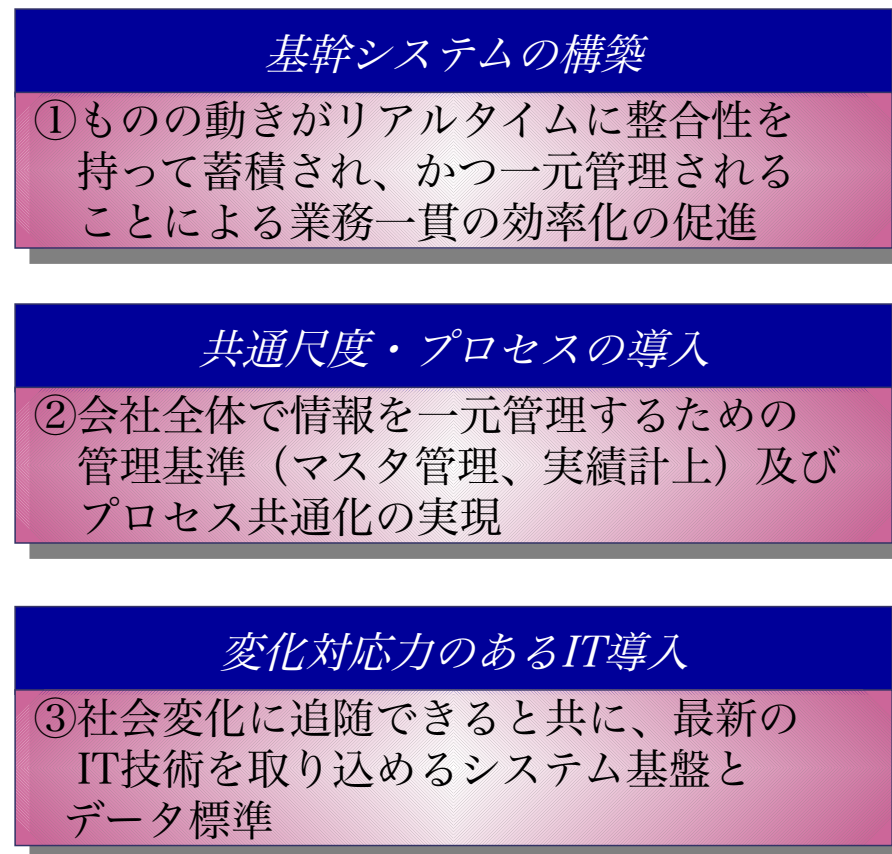 基幹システムの構築
①ものの動きがリアルタイムに整合性を
持って蓄積され、かつ一元管理される
ことによる業務一貫の効率化の促進
共通尺度・プロセスの導入
②会社全体で情報を一元管理するための
管理基準（マスタ管理、実績計上）及び
プロセス共通化の実現
変化対応力のあるIT導入
③社会変化に追随できると共に、最新の
IT技術を取り込めるシステム基盤と
データ標準